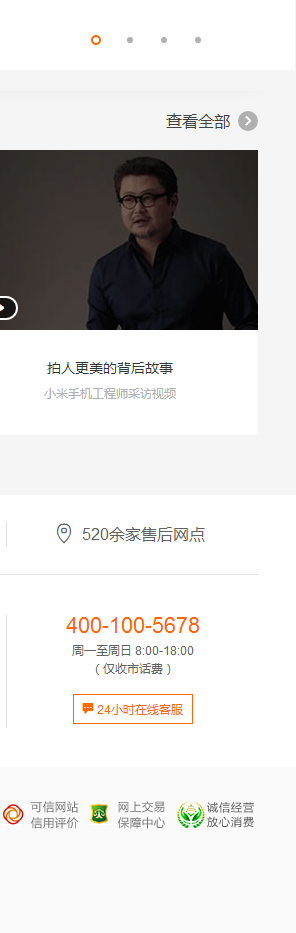 查看全部
拍人更美的背后故事
小米手机工程师采访视频
520余家售后网点
400-100-5678
周一至周日 8:00-18:00
（仅收市话费）
24小时在线客服
可信网站
信用评价
网上交易
保障中心
诚信经营
放心消费